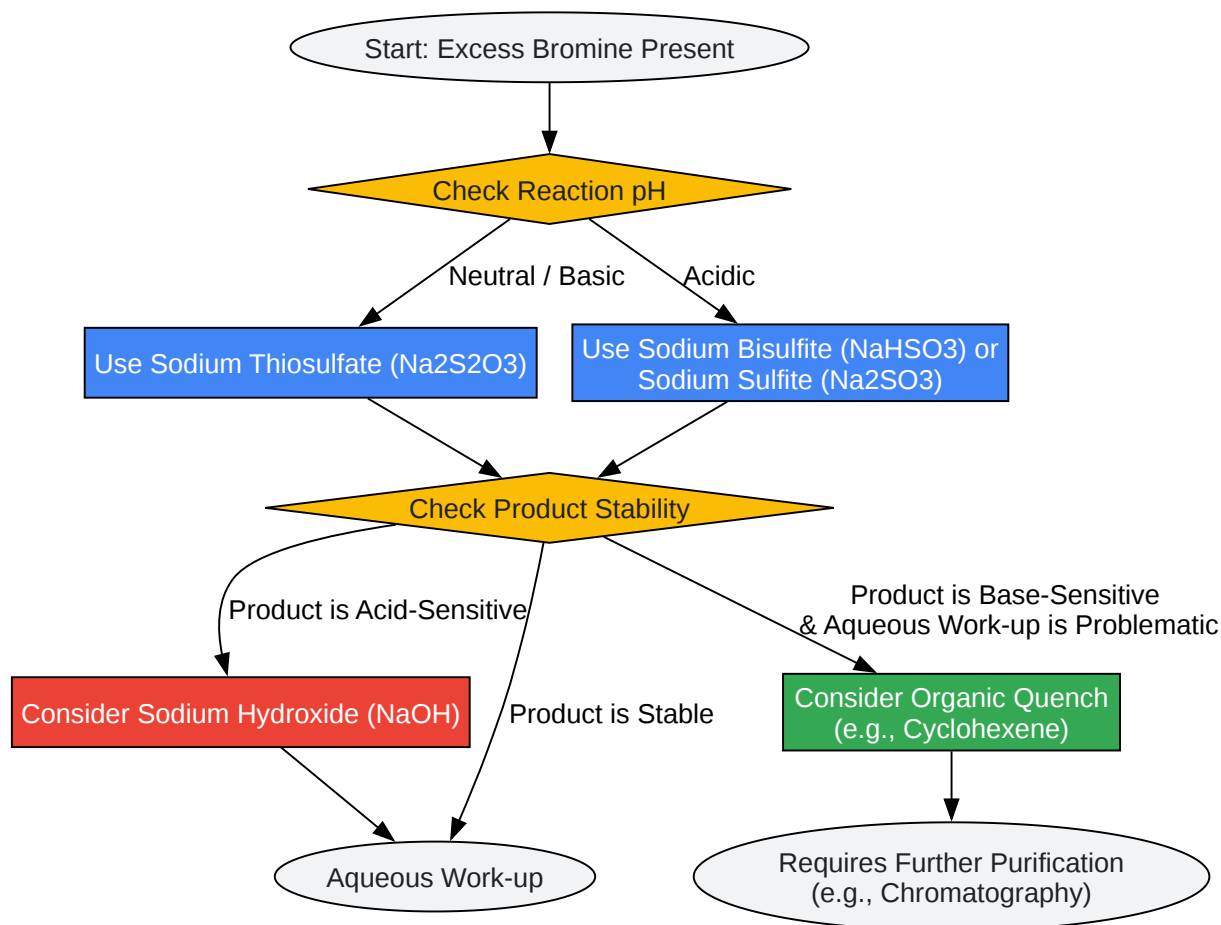 Start: Excess Bromine Present
Check Reaction pH
Neutral / Basic
Acidic
Use Sodium Thiosulfate (Na2S2O3)
Use Sodium Bisulfite (NaHSO3) or
Sodium Sulfite (Na2SO3)
Check Product Stability
Product is Acid-Sensitive
Product is Base-Sensitive
& Aqueous Work-up is Problematic
Consider Sodium Hydroxide (NaOH)
Product is Stable
Consider Organic Quench
(e.g., Cyclohexene)
Aqueous Work-up
Requires Further Purification
(e.g., Chromatography)